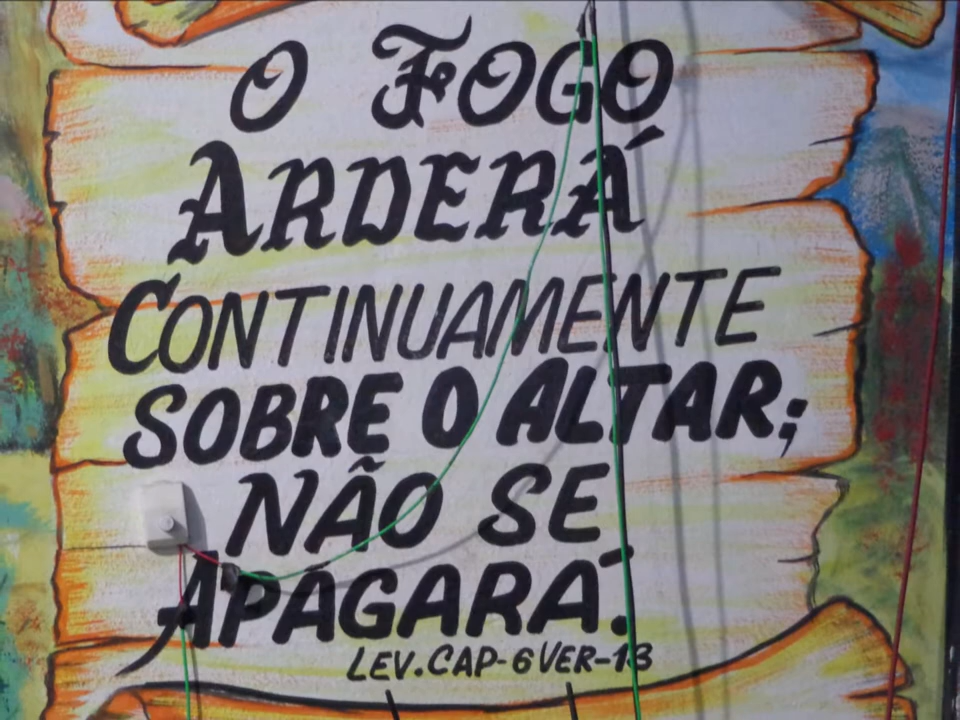 O FOGO
ARDERÁ
CONTINUAMENTE
SOBRE O ALTAR;
NÃO SE
APAGARÁ.
LEV.CAP-6 VER-13